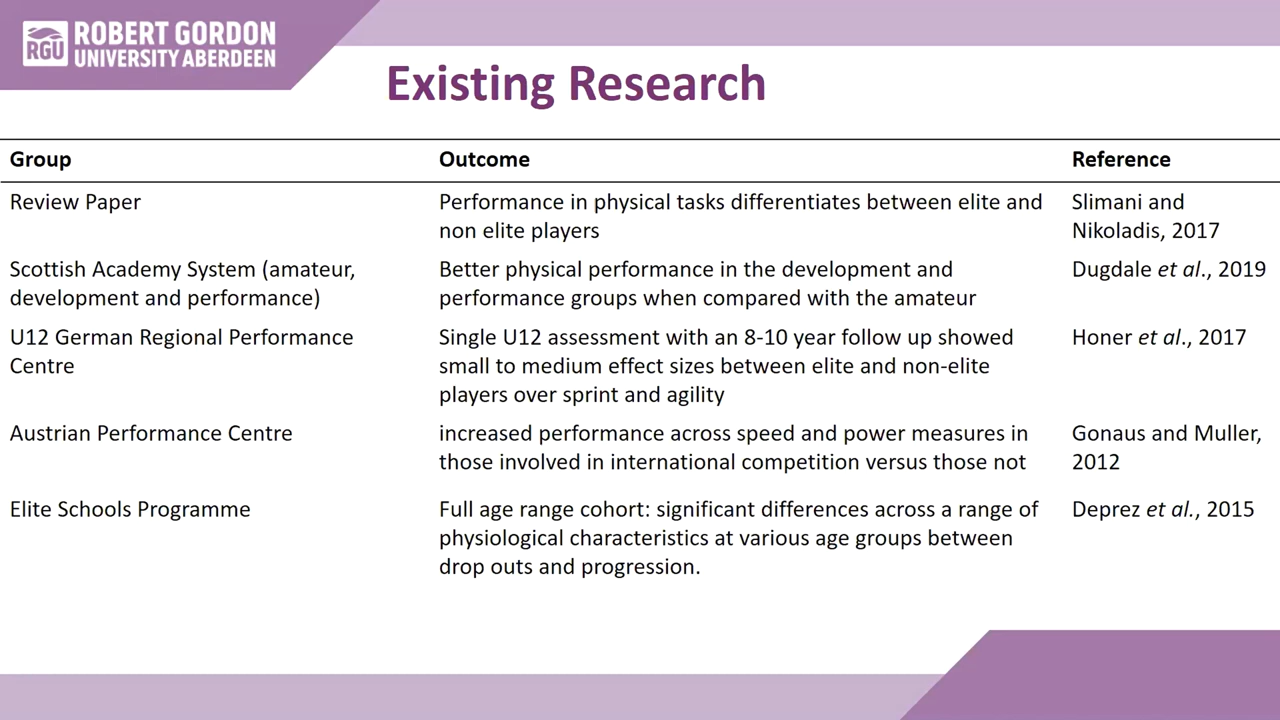 RGU
ROBERT GORDON
UNIVERSITY ABERDEEN
Existing Research
Group
Outcome
Reference
Review Paper
Performance in physical tasks differentiates between elite and
non elite players
Slimani and
Nikoladis, 2017
Scottish Academy System (amateur,
development and performance)
Better physical performance in the development and
performance groups when compared with the amateur
Dugdale et al., 2019
U12 German Regional Performance
Centre
Single U12 assessment with an 8-10 year follow up showed
small to medium effect sizes between elite and non-elite
players over sprint and agility
Honer et al., 2017
Austrian Performance Centre
increased performance across speed and power measures in
those involved in international competition versus those not
Gonaus and Muller,
2012
Elite Schools Programme
Full age range cohort: significant differences across a range of
physiological characteristics at various age groups between
drop outs and progression.
Deprez et al., 2015